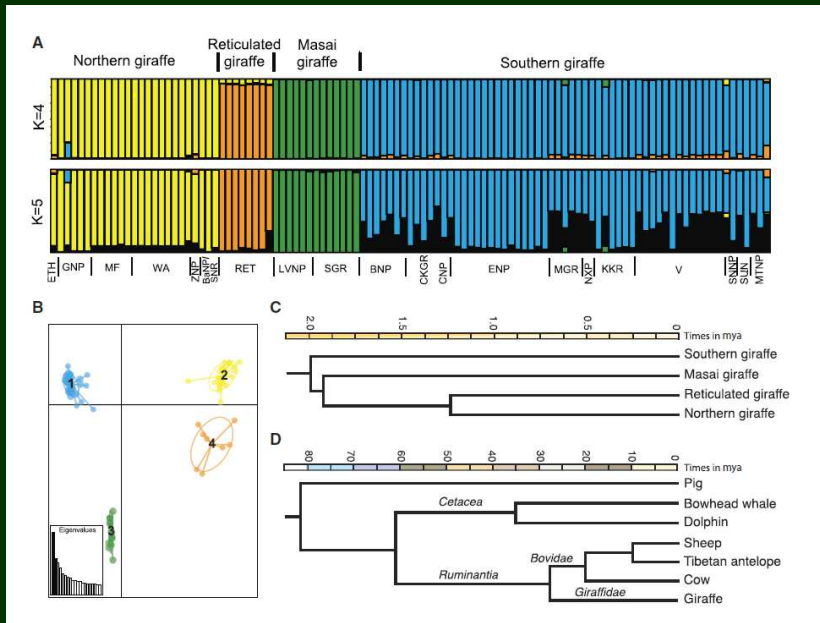 A
Northern giraffe
Reticulated giraffe
Masai giraffe
Southern giraffe
K=4
K=5
ETH GNP MF WA ZNP BaNP/SNR RET LVNP SGR BNP CKGR CNP ENP MGR NXP KKR V SNNP SUN MTNP
B
1
2
4
3
Eigenvalues
C
2.0 1.5 1.0 0.5 0 Times in mya
Southern giraffe
Masai giraffe
Reticulated giraffe
Northern giraffe
D
80 70 60 50 40 30 20 10 0 Times in mya
Pig
Cetacea
Bowhead whale
Dolphin
Sheep
Bovidae
Tibetan antelope
Ruminantia
Cow
Giraffidae
Giraffe